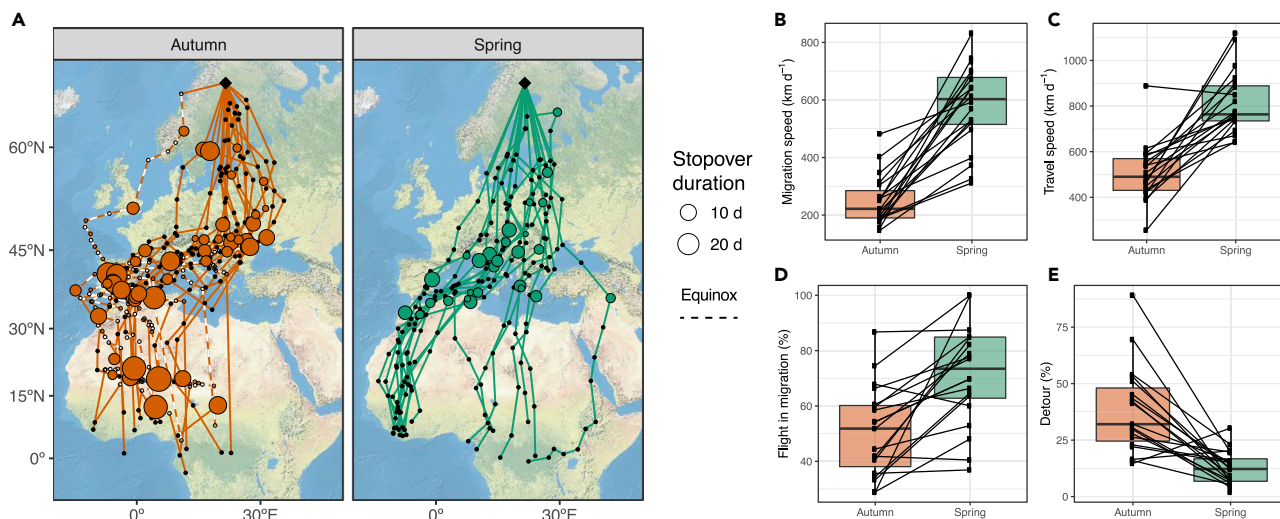 A
Autumn
Spring
60°N
45°N
30°N
15°N
0°
0°
30°E
0°
30°E
Stopover
duration
10 d
20 d
Equinox
B
Migration speed (km d⁻¹)
800
600
400
200
Autumn
Spring
C
Travel speed (km d⁻¹)
1000
800
600
400
Autumn
Spring
D
Flight in migration (%)
100
80
60
40
Autumn
Spring
E
Detour (%)
75
50
25
0
Autumn
Spring